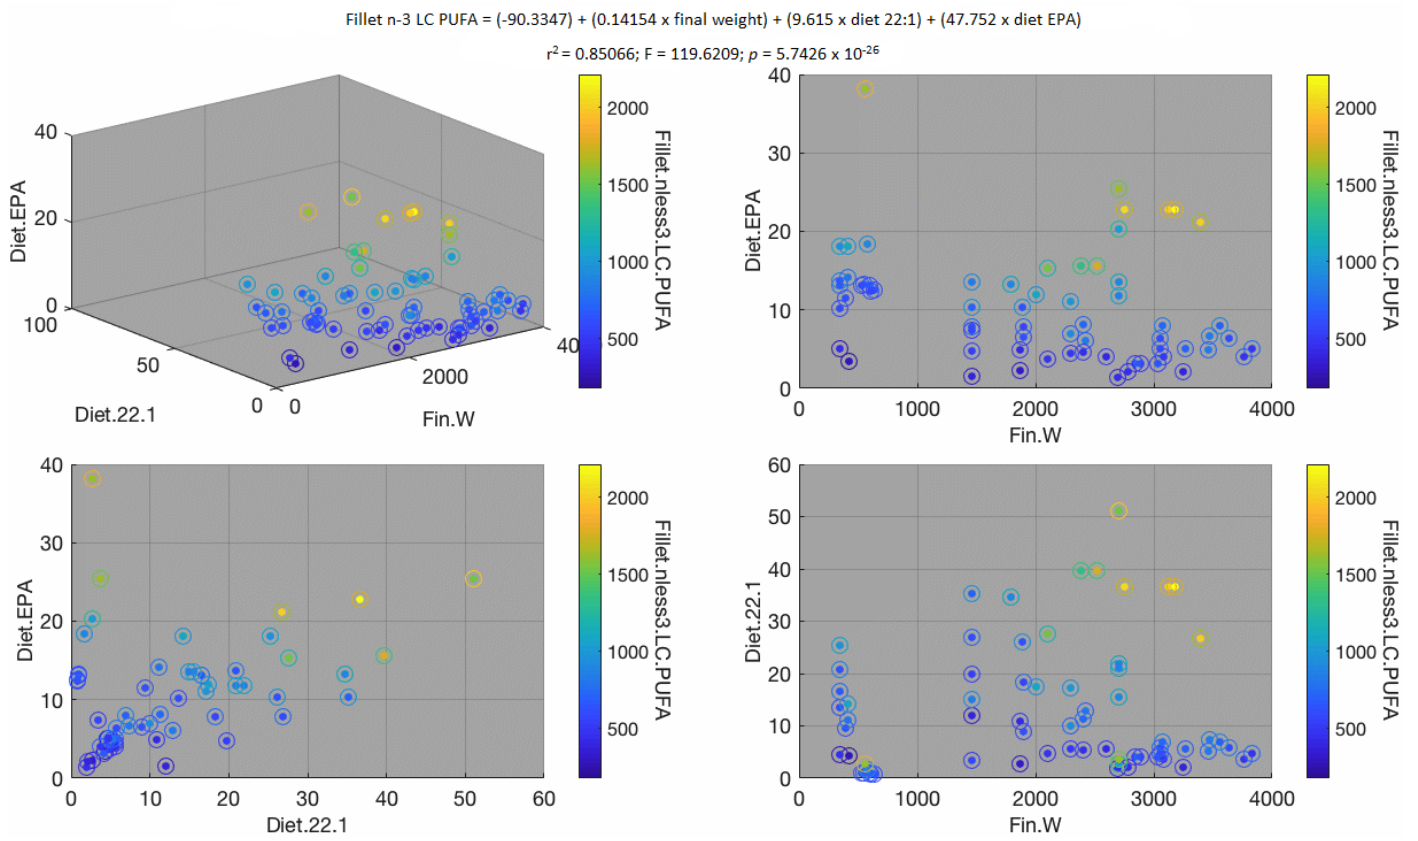 Fillet n-3 LC PUFA = (-90.3347) + (0.14154 x final weight) + (9.615 x diet 22:1) + (47.752 x diet EPA)
r² = 0.85066; F = 119.6209; p = 5.7426 x 10⁻²⁶
40
20
0
Diet.EPA
100
50
0
Diet.22.1
0
2000
40
Fin.W
2000
1500
1000
500
Fillet.nless3.LC.PUFA
40
30
20
10
0
Diet.EPA
0 1000 2000 3000 4000
Fin.W
2000
1500
1000
500
Fillet.nless3.LC.PUFA
40
30
20
10
0
Diet.EPA
0 10 20 30 40 50 60
Diet.22.1
2000
1500
1000
500
Fillet.nless3.LC.PUFA
60
50
40
30
20
10
0
Diet.22.1
0 1000 2000 3000 4000
Fin.W
2000
1500
1000
500
Fillet.nless3.LC.PUFA